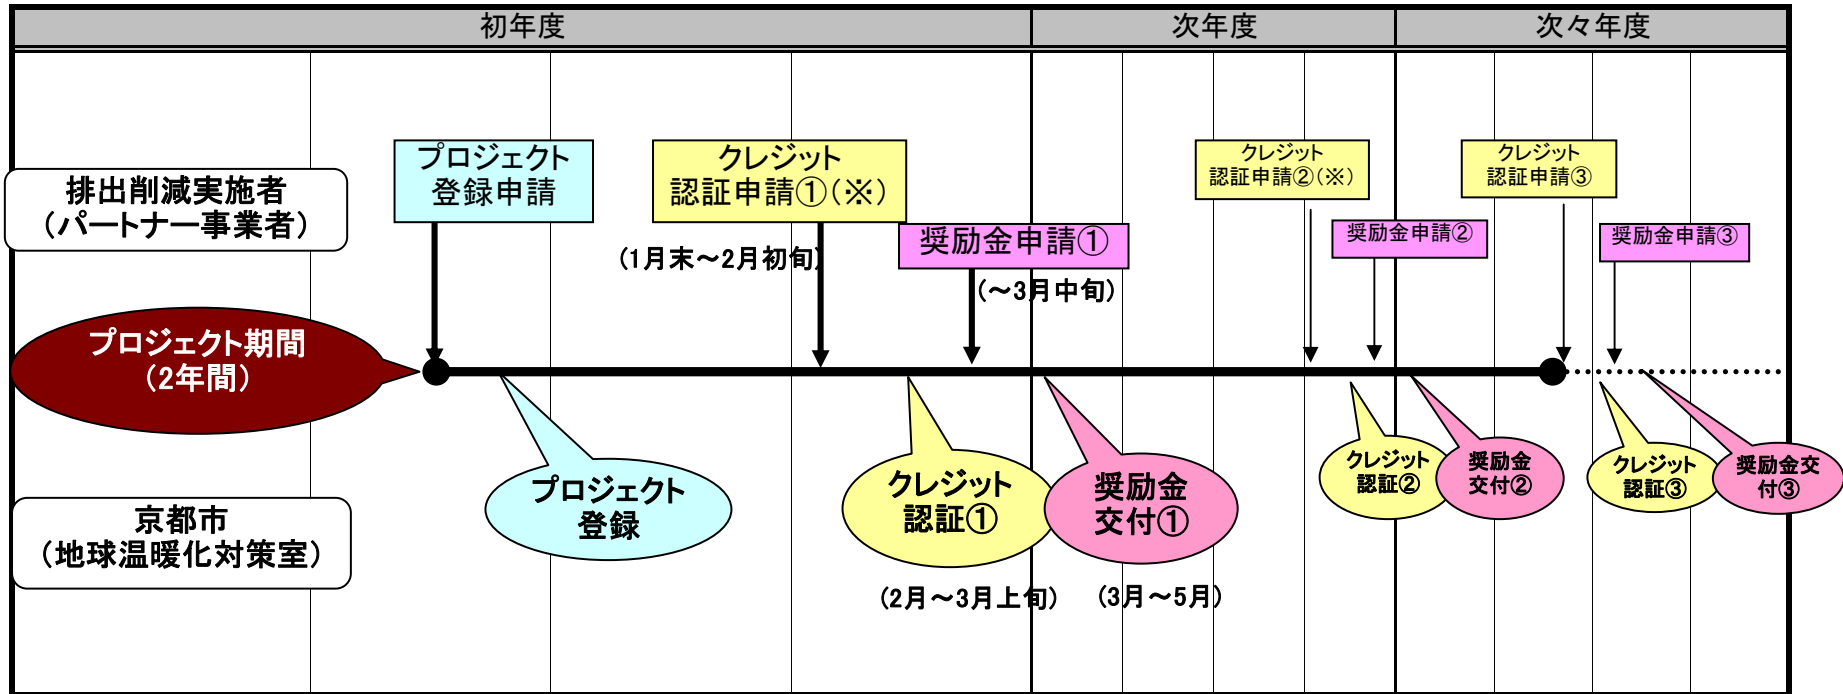 初年度
次年度
次々年度
排出削減実施者
（パートナー事業者）
プロジェクト
登録申請
クレジット
認証申請①（※）
（1月末～2月初旬）
奨励金申請①
（～3月中旬）
クレジット
認証申請②（※）
奨励金申請②
クレジット
認証申請③
奨励金申請③
プロジェクト期間
（2年間）
京都市
（地球温暖化対策室）
プロジェクト
登録
クレジット
認証①
（2月～3月上旬）
奨励金
交付①
（3月～5月）
クレジット
認証②
奨励金
交付②
クレジット
認証③
奨励金交
付③